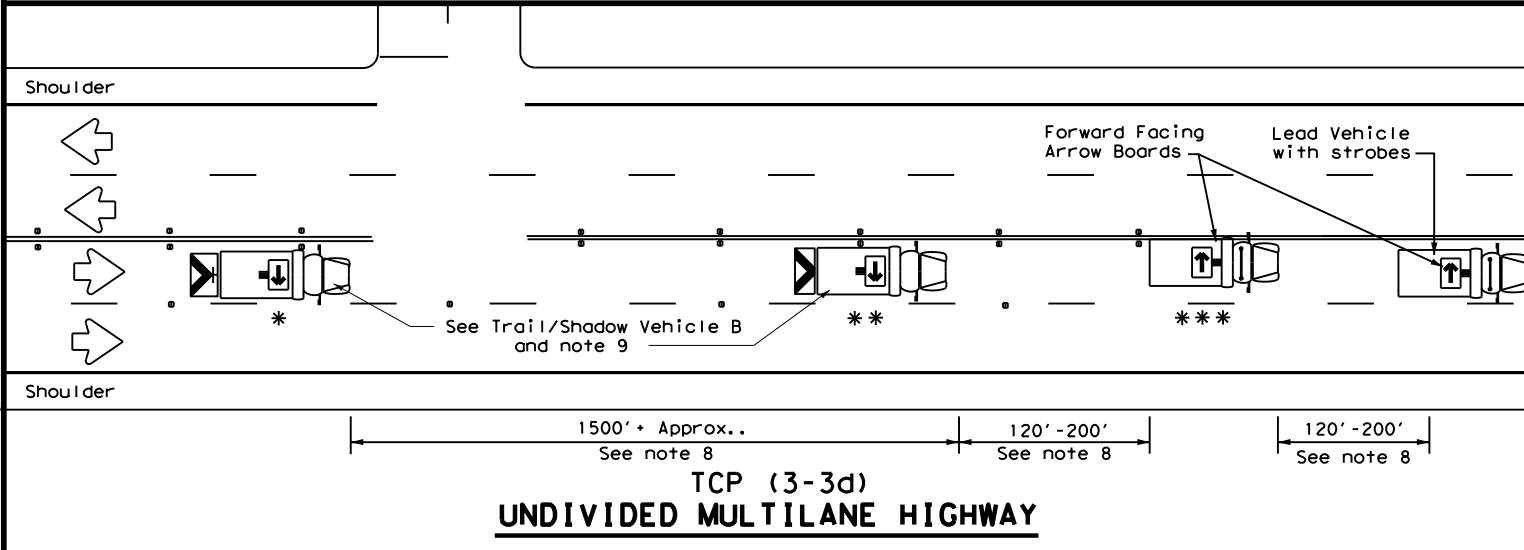 Shoulder
Forward Facing
Arrow Boards
Lead Vehicle
with strobes
*
**
***
See Trail/Shadow Vehicle B
and note 9
Shoulder
1500'+ Approx..
See note 8
120'-200'
See note 8
120'-200'
See note 8
TCP (3-3d)
UNDIVIDED MULTILANE HIGHWAY